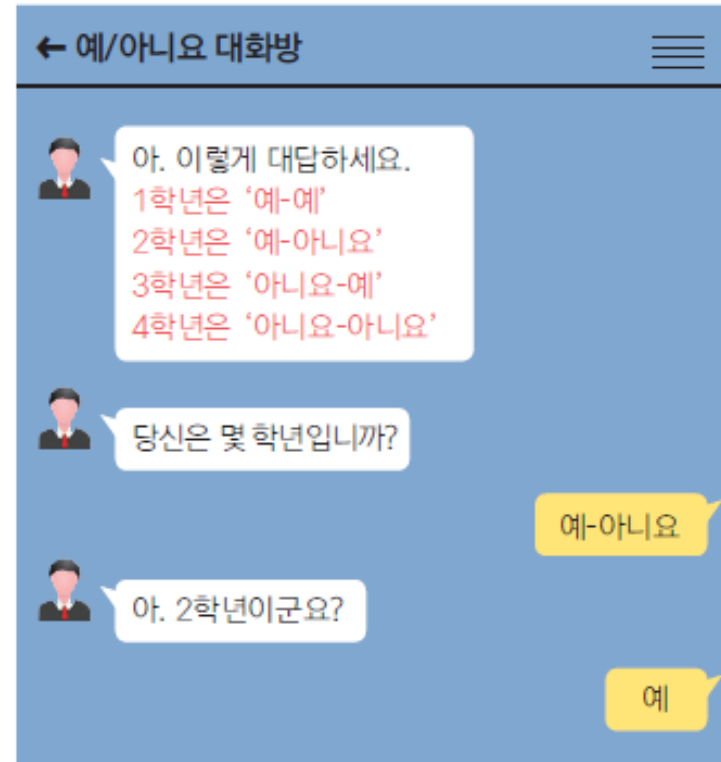 ← 예/아니요 대화방
아. 이렇게 대답하세요.
1학년은 ‘예-예’
2학년은 ‘예-아니요’
3학년은 ‘아니요-예’
4학년은 ‘아니요-아니요’
당신은 몇 학년입니까?
예-아니요
아. 2학년이군요?
예